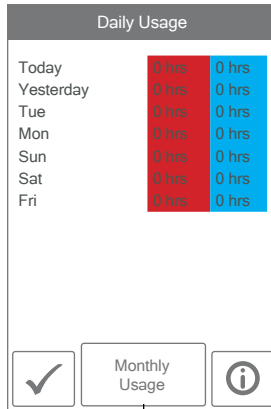 Daily Usage
Today 0 hrs 0 hrs
Yesterday 0 hrs 0 hrs
Tue 0 hrs 0 hrs
Mon 0 hrs 0 hrs
Sun 0 hrs 0 hrs
Sat 0 hrs 0 hrs
Fri 0 hrs 0 hrs
Monthly
Usage